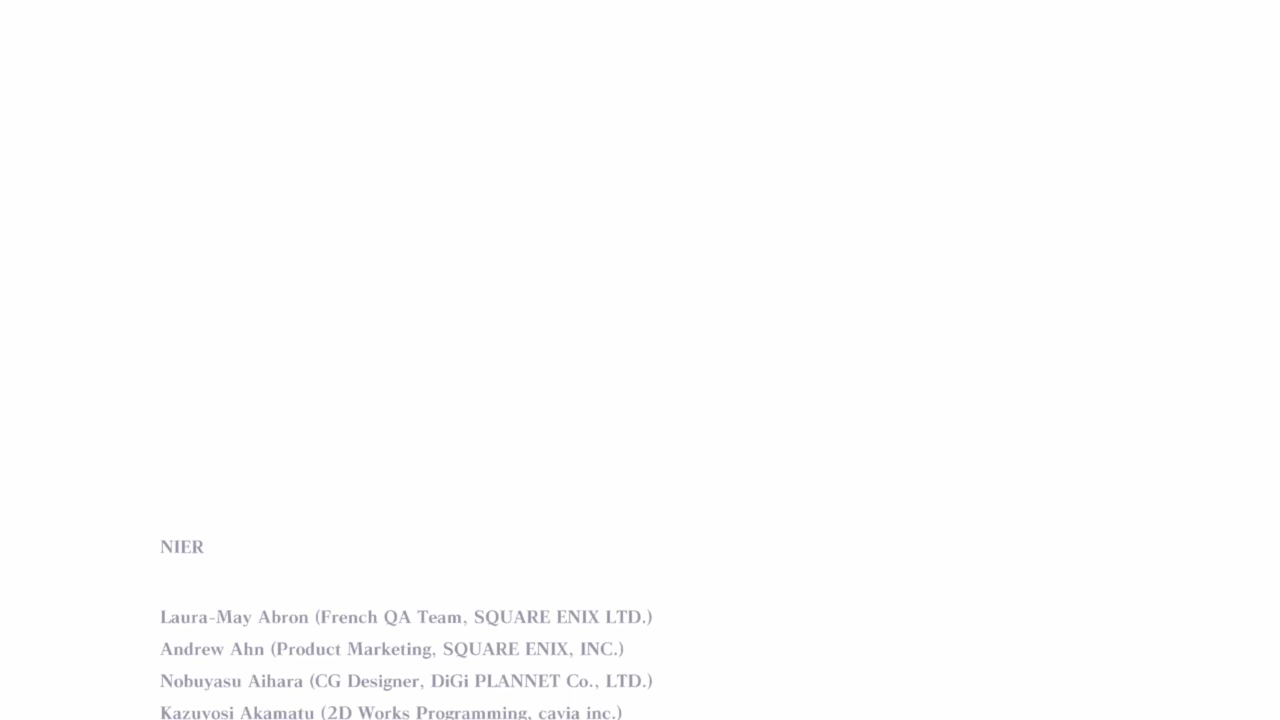 NIER
Laura-May Abron (French QA Team, SQUARE ENIX LTD.)
Andrew Ahn (Product Marketing, SQUARE ENIX, INC.)
Nobuyasu Aihara (CG Designer, DiGi PLANNET Co., LTD.)
Kazuyosi Akamatu (2D Works Programming, cavia inc.)